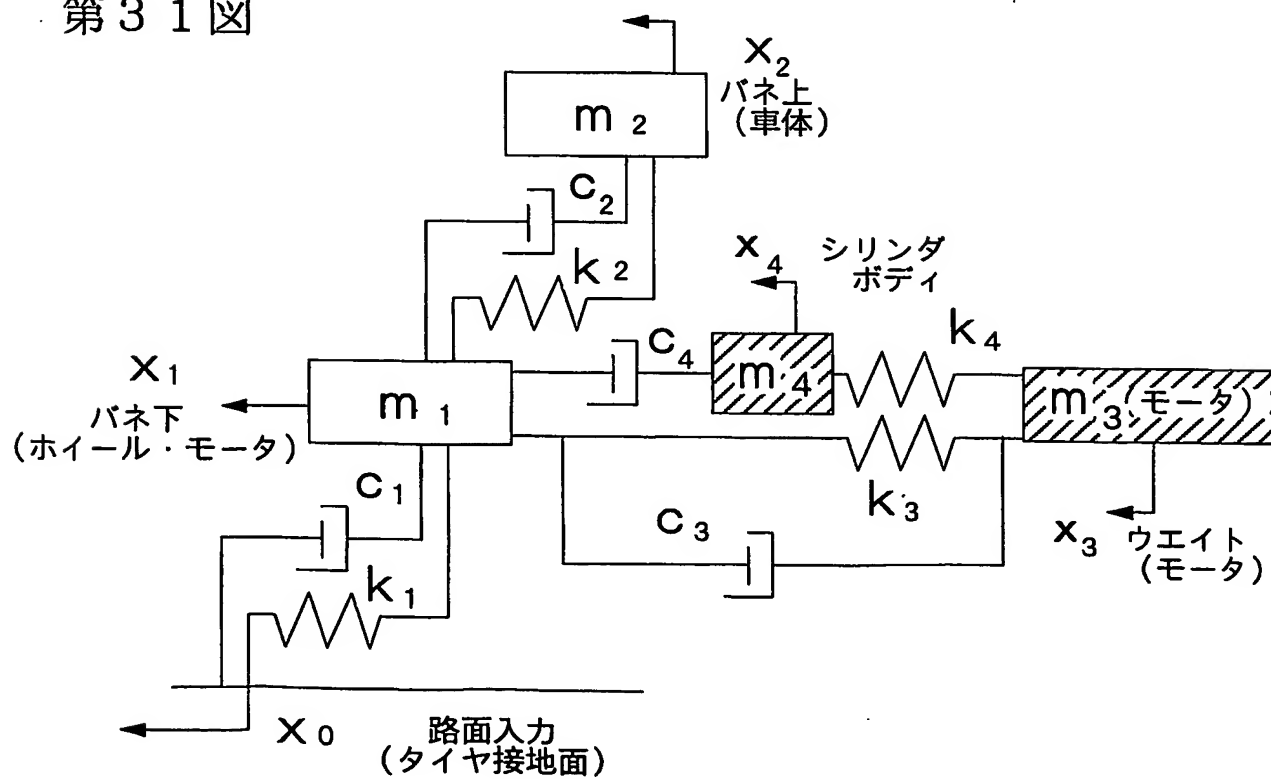 第31図
x₂
バネ上
(車体)
m₂
c₂
k₂
x₄
シリンダ
ボディ
k₄
c₄
m₄
m₃(モータ)
x₁
バネ下
(ホイール・モータ)
m₁
k₃
c₁
c₃
x₃
ウエイト
(モータ)
k₁
x₀
路面入力
(タイヤ接地面)